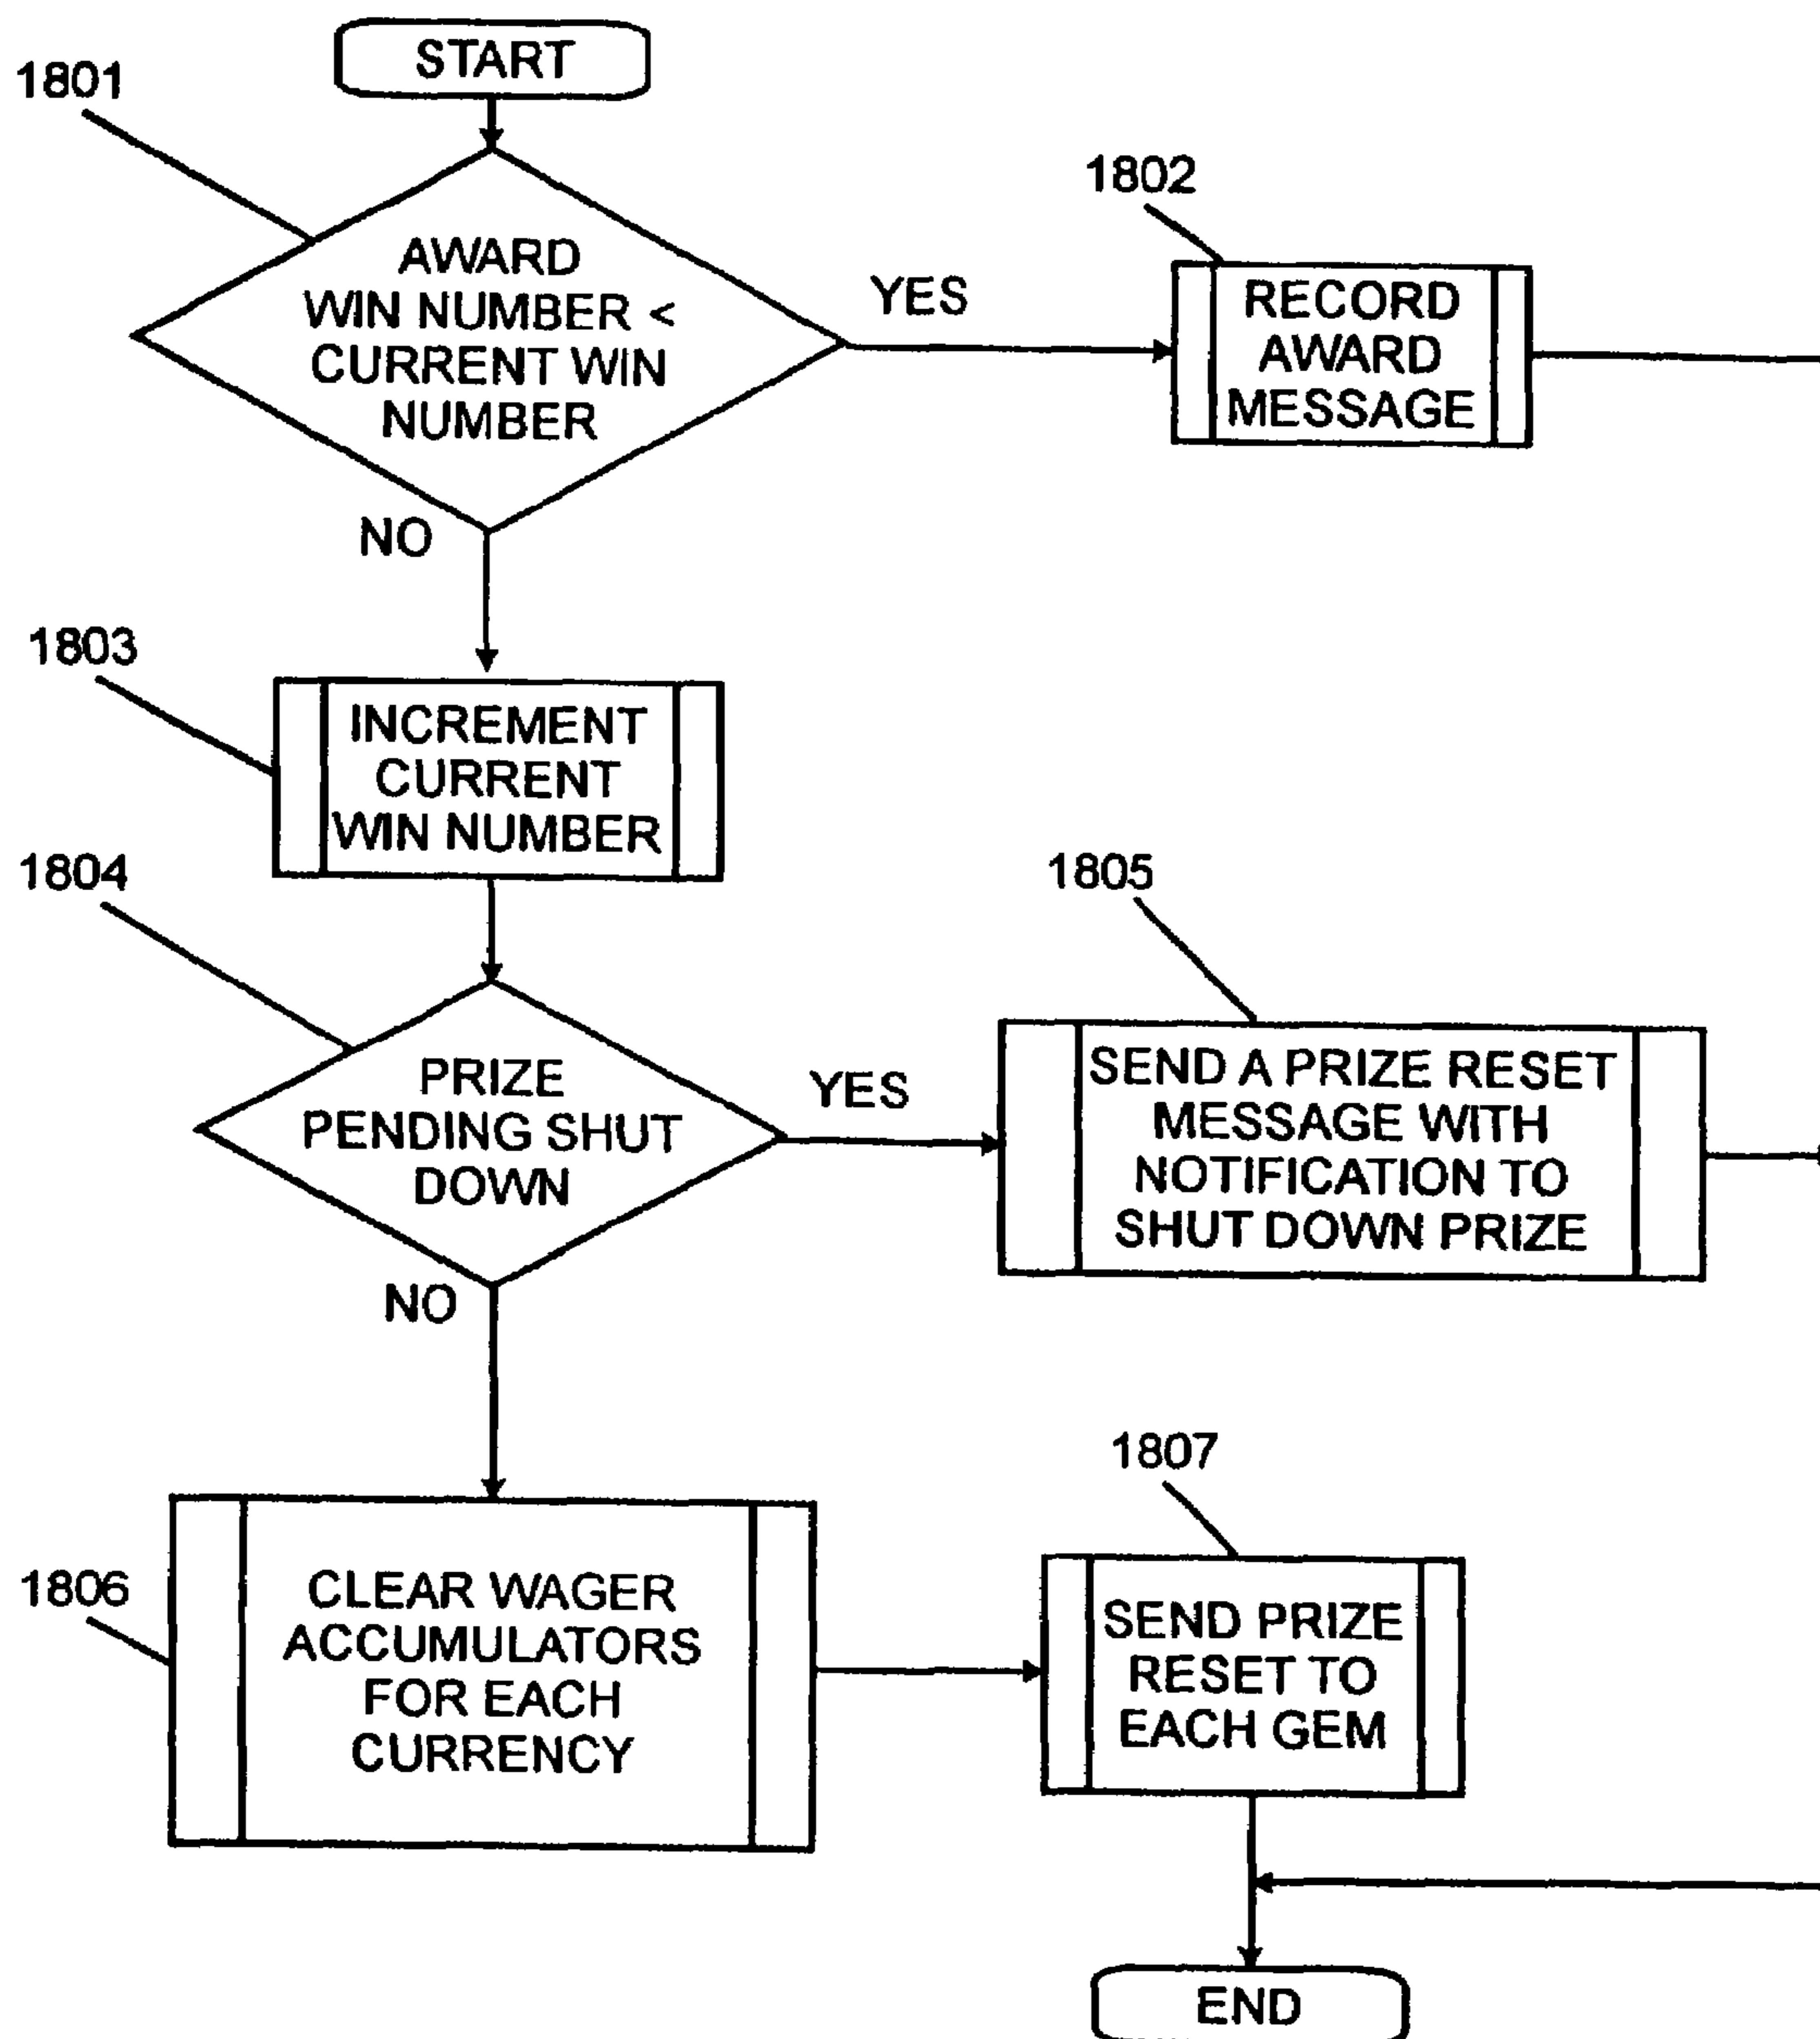 START
1801
AWARD
WIN NUMBER <
CURRENT WIN
NUMBER
YES
1802
RECORD
AWARD
MESSAGE
NO
1803
INCREMENT
CURRENT
WIN NUMBER
1804
PRIZE
PENDING SHUT
DOWN
YES
1805
SEND A PRIZE RESET
MESSAGE WITH
NOTIFICATION TO
SHUT DOWN PRIZE
NO
1806
CLEAR WAGER
ACCUMULATORS
FOR EACH
CURRENCY
1807
SEND PRIZE
RESET TO
EACH GEM
END